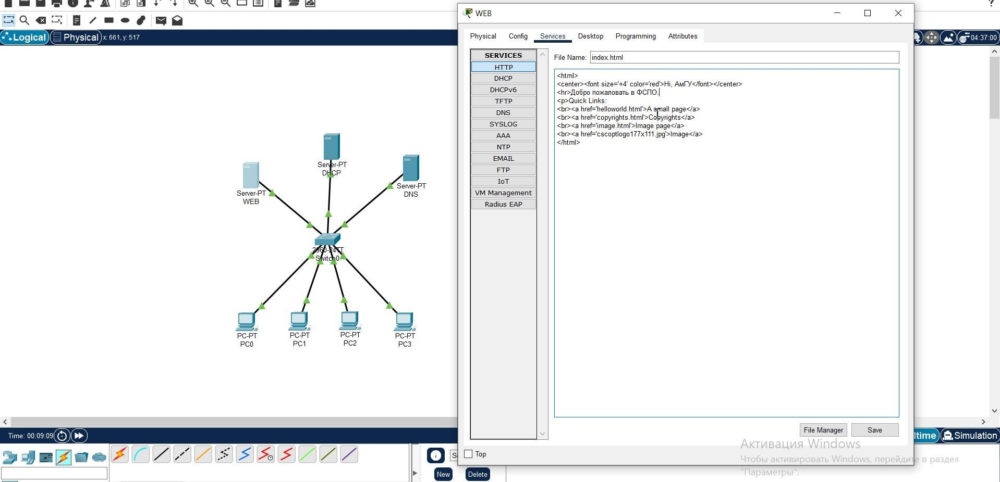 WEB
Logical
Physical
x: 661, y: 517
04:37:00
Physical
Config
Services
Desktop
Programming
Attributes
SERVICES
HTTP
DHCP
DHCPv6
TFTP
DNS
SYSLOG
AAA
NTP
EMAIL
FTP
IoT
VM Management
Radius EAP
File Name:
index.html
<html>
<center><font size='+4' color='red'>Hi, АмГУ</font></center>
<hr>Добро пожаловать в ФСПО.
<p>Quick Links:
<br><a href='helloworld.html'>A small page</a>
<br><a href='copyrights.html'>Copyrights</a>
<br><a href='image.html'>Image page</a>
<br><a href='cscoptlogo177x111.jpg'>Image</a>
</html>
File Manager
Save
Top
Server-PT
DHCP
Server-PT
WEB
Server-PT
DNS
2960-24TT
Switch0
PC-PT
PC0
PC-PT
PC1
PC-PT
PC2
PC-PT
PC3
Time: 00:09:09
ltime
Simulation
New
Delete
Активация Windows
Чтобы активировать Windows, перейдите в раздел
"Параметры".